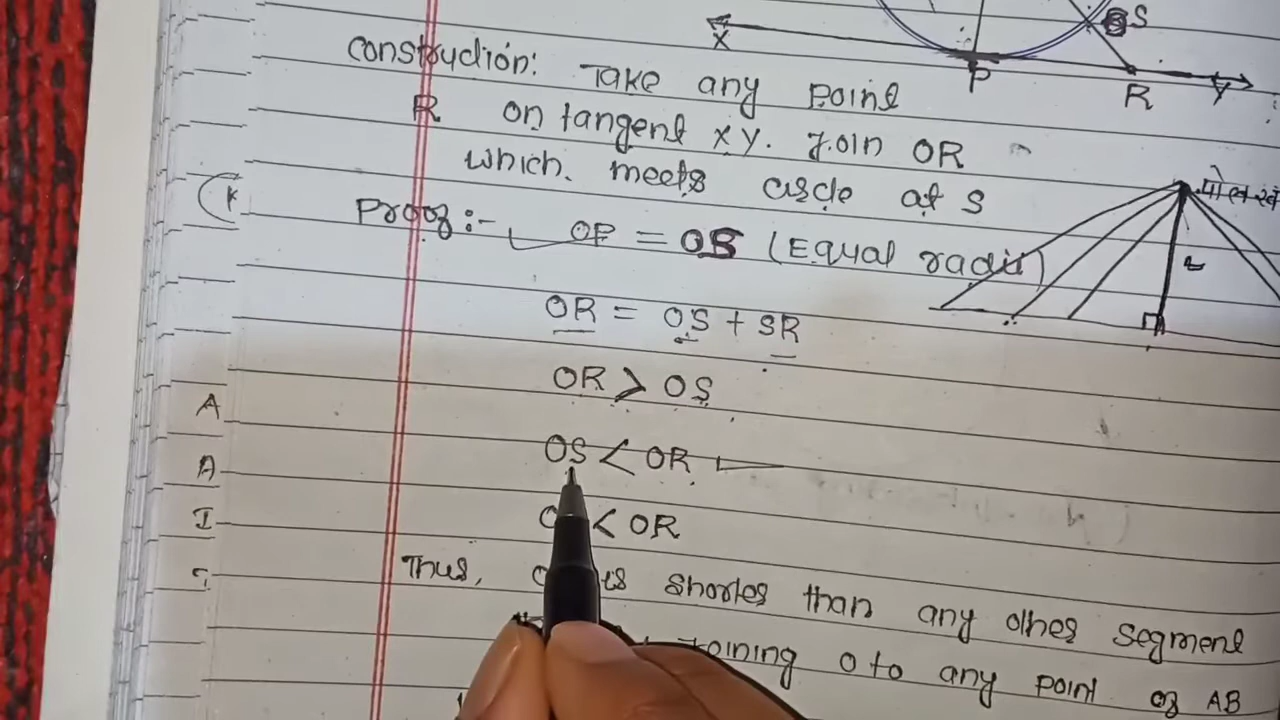 S
X
P
R
Y
Construction: Take any point
R on tangent XY. Join OR
which meets circle at S
Proof :- OP = OS (Equal radii)
OR = OS + SR
OR > OS
OS < OR
< OR
Thus, is shorter than any other segment
joining O to any point of AB
A
A
I